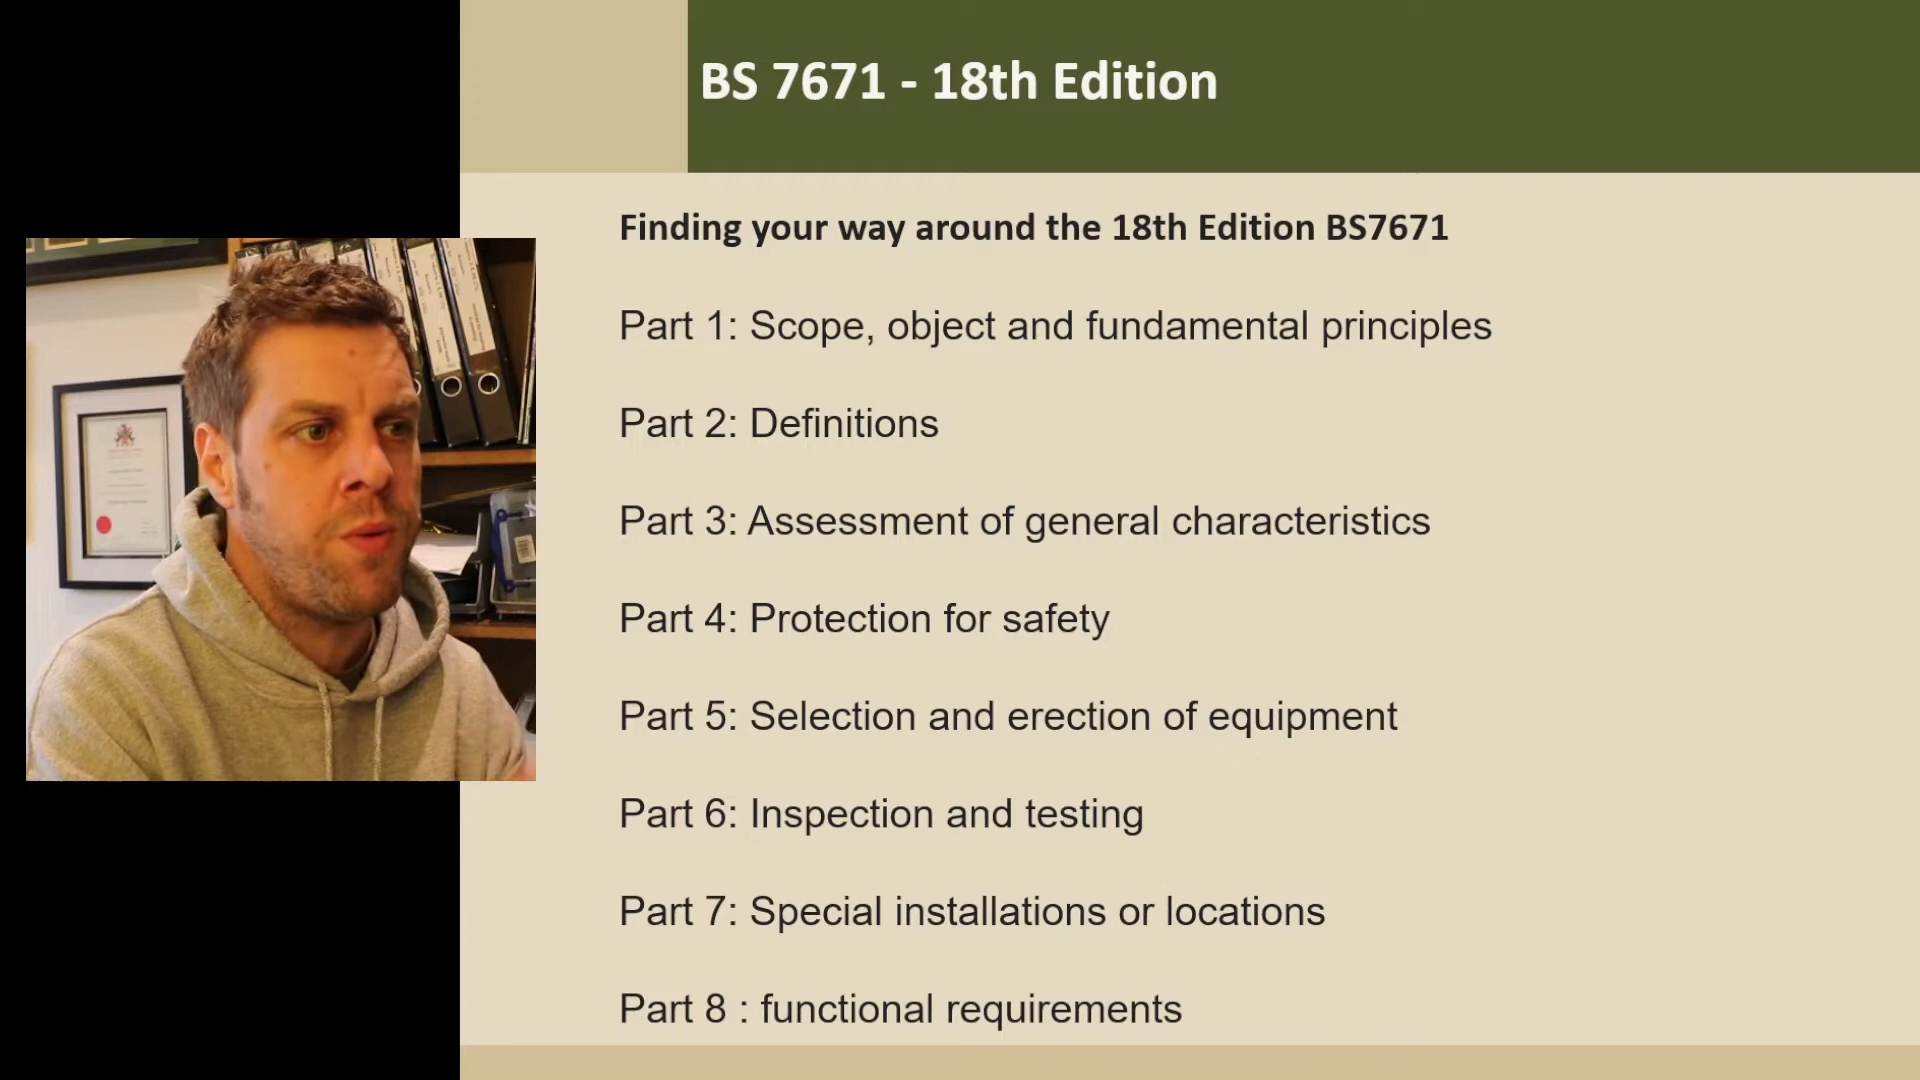 BS 7671 - 18th Edition
Finding your way around the 18th Edition BS7671
Part 1: Scope, object and fundamental principles
Part 2: Definitions
Part 3: Assessment of general characteristics
Part 4: Protection for safety
Part 5: Selection and erection of equipment
Part 6: Inspection and testing
Part 7: Special installations or locations
Part 8 : functional requirements